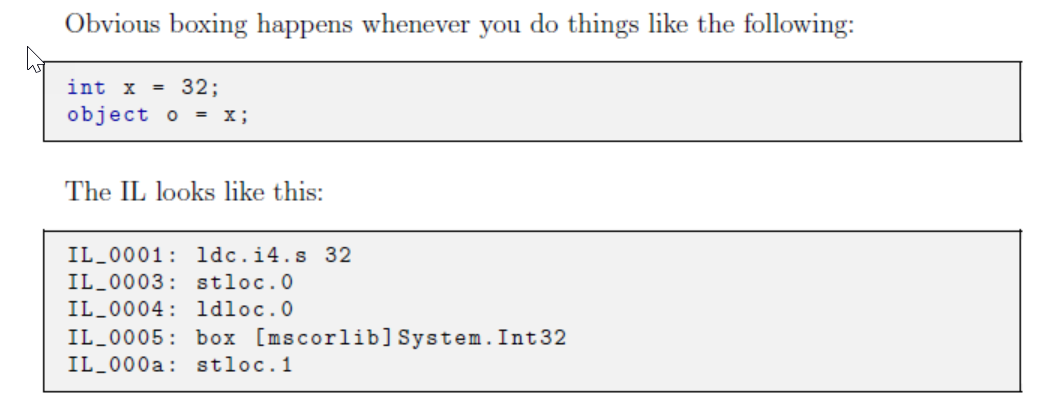 Obvious boxing happens whenever you do things like the following:
int x = 32;
object o = x;
The IL looks like this:
IL_0001: ldc.i4.s 32
IL_0003: stloc.0
IL_0004: ldloc.0
IL_0005: box [mscorlib]System.Int32
IL_000a: stloc.1